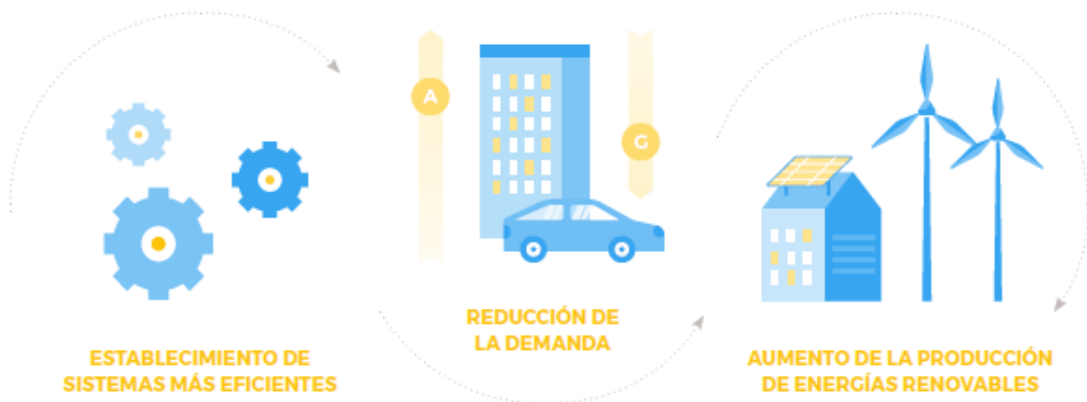 A
G
ESTABLECIMIENTO DE
SISTEMAS MÁS EFICIENTES
REDUCCIÓN DE
LA DEMANDA
AUMENTO DE LA PRODUCCIÓN
DE ENERGÍAS RENOVABLES